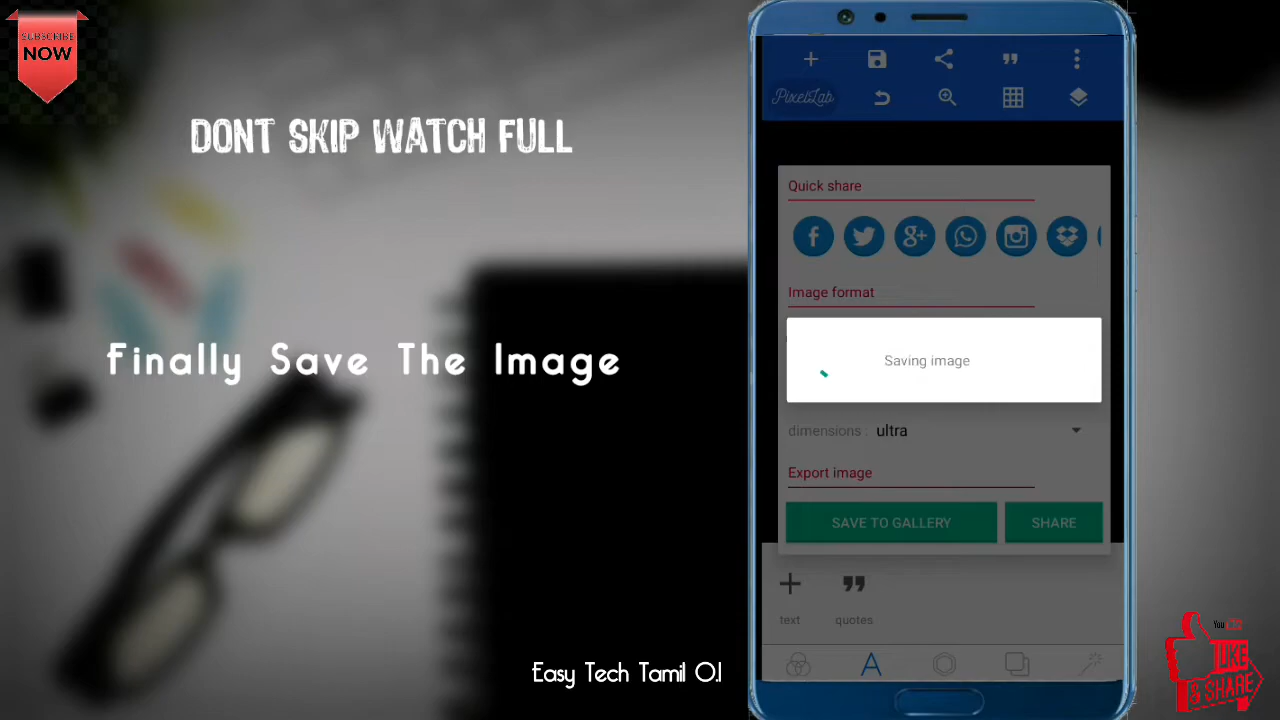 SUBSCRIBE
NOW
DONT SKIP WATCH FULL
Finally Save The Image
Easy Tech Tamil O.I
PixelLab
Quick share
Image format
Saving image
dimensions : ultra
Export image
SAVE TO GALLERY
SHARE
text
quotes
You
LIKE
& SHARE